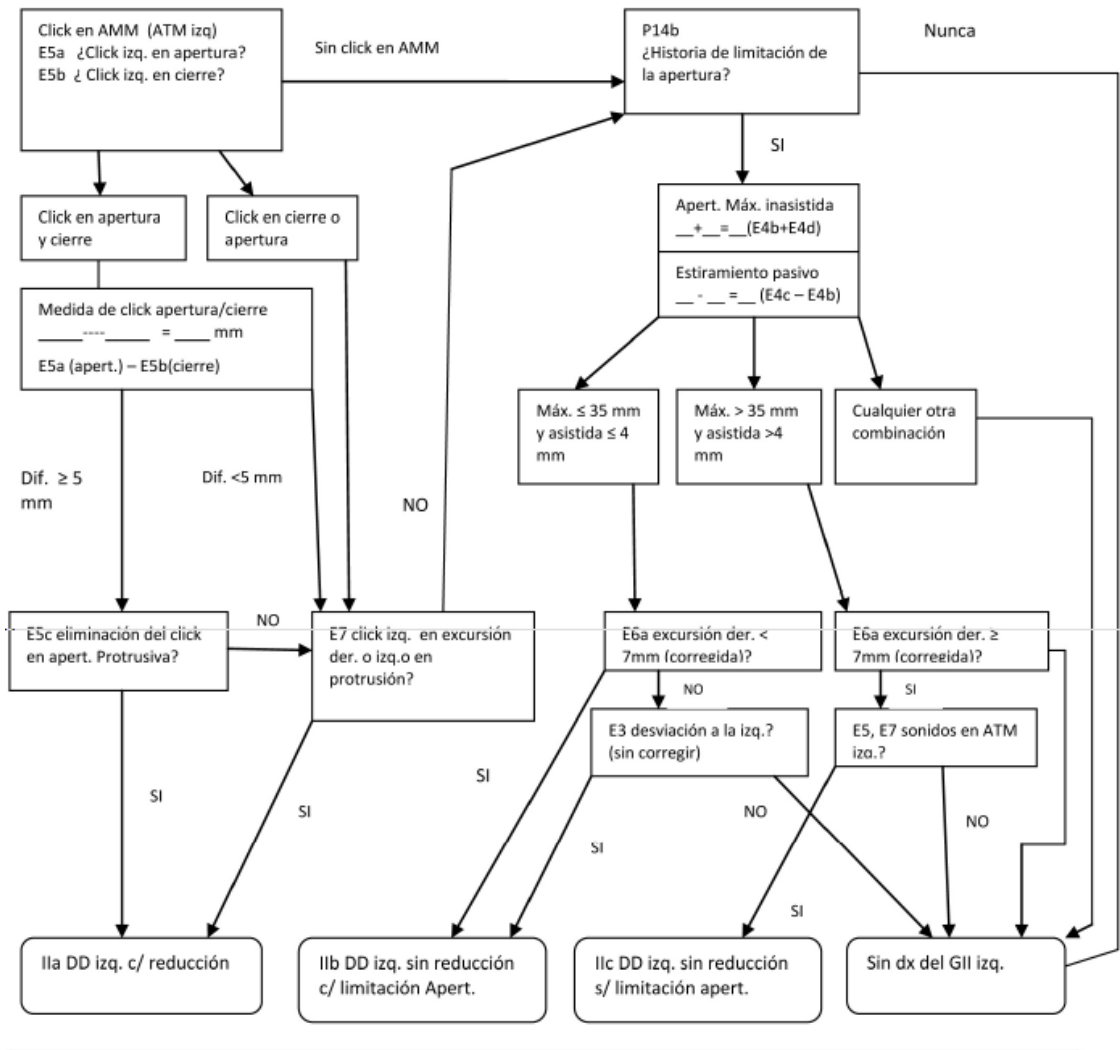 Click en AMM (ATM izq)
E5a ¿Click izq. en apertura?
E5b ¿ Click izq. en cierre?
Sin click en AMM
P14b
¿Historia de limitación de
la apertura?
Nunca
SI
Click en apertura
y cierre
Click en cierre o
apertura
Apert. Máx. inasistida
__+__=__(E4b+E4d)
Estiramiento pasivo
__ - __ =__ (E4c – E4b)
Medida de click apertura/cierre
_____----_____ = ____ mm
E5a (apert.) – E5b(cierre)
Máx. ≤ 35 mm
y asistida ≤ 4
mm
Máx. > 35 mm
y asistida >4
mm
Cualquier otra
combinación
Dif. ≥ 5
mm
Dif. <5 mm
NO
E5c eliminación del click
en apert. Protrusiva?
NO
E7 click izq. en excursión
der. o izq.o en
protrusión?
E6a excursión der. <
7mm (corregida)?
E6a excursión der. ≥
7mm (corregida)?
NO
SI
E3 desviación a la izq.?
(sin corregir)
E5, E7 sonidos en ATM
izq.?
SI
SI
SI
NO
NO
SI
SI
IIa DD izq. c/ reducción
IIb DD izq. sin reducción
c/ limitación Apert.
IIc DD izq. sin reducción
s/ limitación apert.
Sin dx del GII izq.